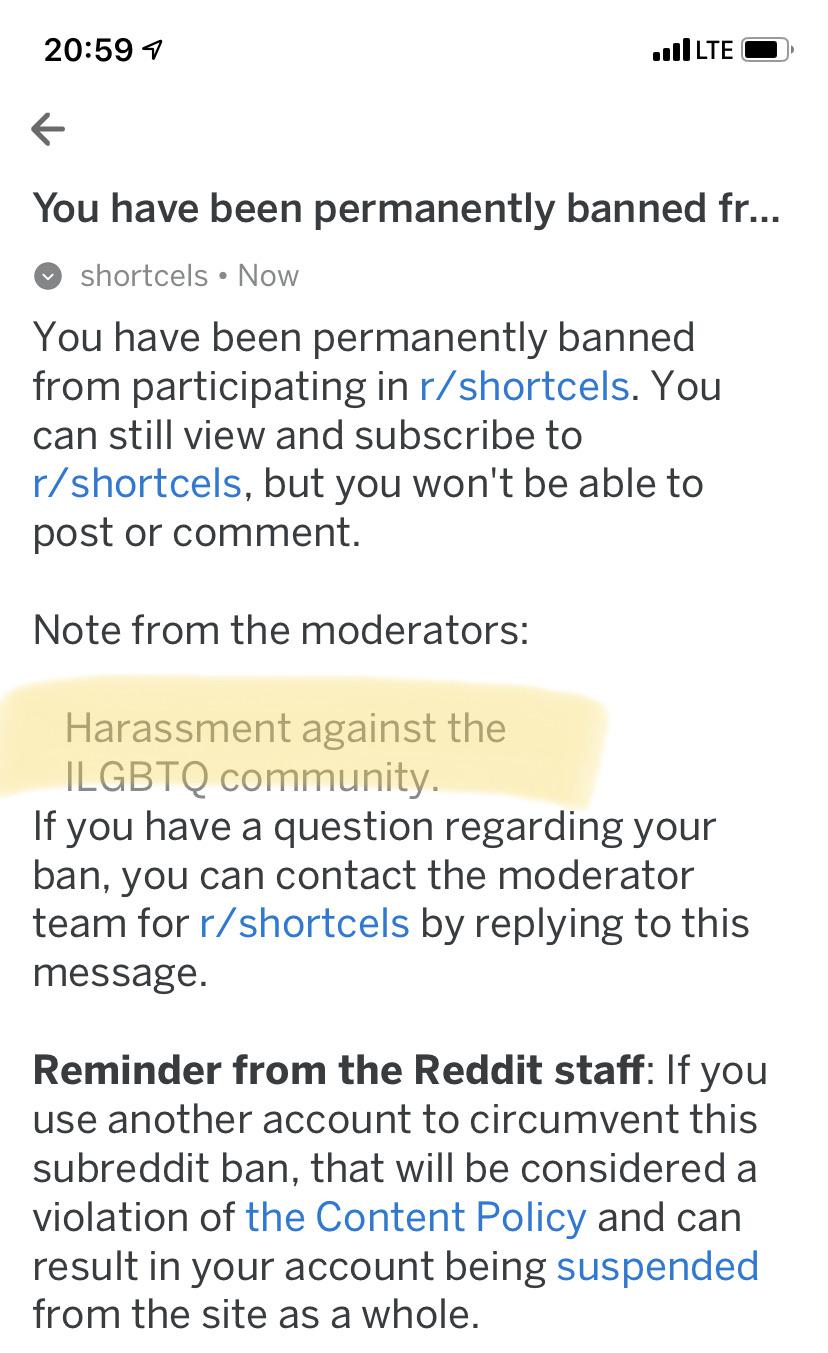 20:59 LTE
You have been permanently banned fr...
shortcels • Now
You have been permanently banned
from participating in r/shortcels. You
can still view and subscribe to
r/shortcels, but you won't be able to
post or comment.
Note from the moderators:
Harassment against the
ILGBTQ community.
If you have a question regarding your
ban, you can contact the moderator
team for r/shortcels by replying to this
message.
Reminder from the Reddit staff: If you
use another account to circumvent this
subreddit ban, that will be considered a
violation of the Content Policy and can
result in your account being suspended
from the site as a whole.